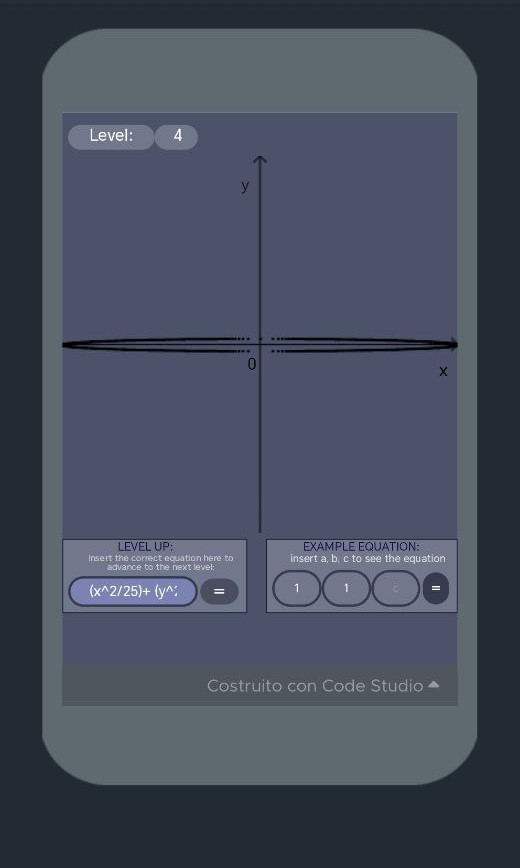 Level: 4
y
0
x
LEVEL UP:
Insert the correct equation here to
advance to the next level:
(x^2/25)+ (y^2
=
EXAMPLE EQUATION:
insert a, b, c to see the equation
1 1 c =
Costruito con Code Studio